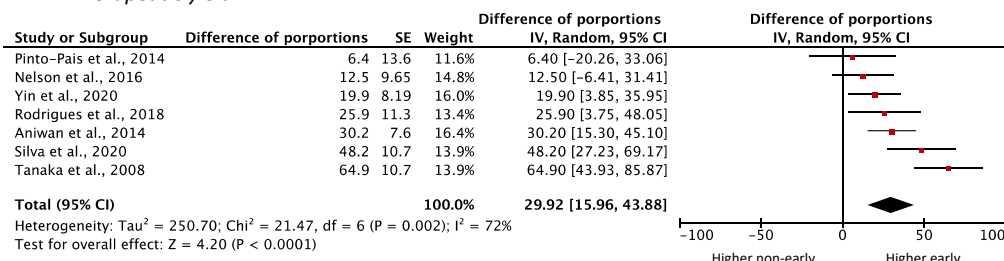 Difference of porportions Difference of porportions
Study or Subgroup Difference of porportions SE Weight IV, Random, 95% CI IV, Random, 95% CI
Pinto-Pais et al., 2014 6.4 13.6 11.6% 6.40 [-20.26, 33.06]
Nelson et al., 2016 12.5 9.65 14.8% 12.50 [-6.41, 31.41]
Yin et al., 2020 19.9 8.19 16.0% 19.90 [3.85, 35.95]
Rodrigues et al., 2018 25.9 11.3 13.4% 25.90 [3.75, 48.05]
Aniwan et al., 2014 30.2 7.6 16.4% 30.20 [15.30, 45.10]
Silva et al., 2020 48.2 10.7 13.9% 48.20 [27.23, 69.17]
Tanaka et al., 2008 64.9 10.7 13.9% 64.90 [43.93, 85.87]
Total (95% CI) 100.0% 29.92 [15.96, 43.88]
Heterogeneity: Tau² = 250.70; Chi² = 21.47, df = 6 (P = 0.002); I² = 72%
Test for overall effect: Z = 4.20 (P < 0.0001)
-100 -50 0 50 100
Higher non-early Higher early